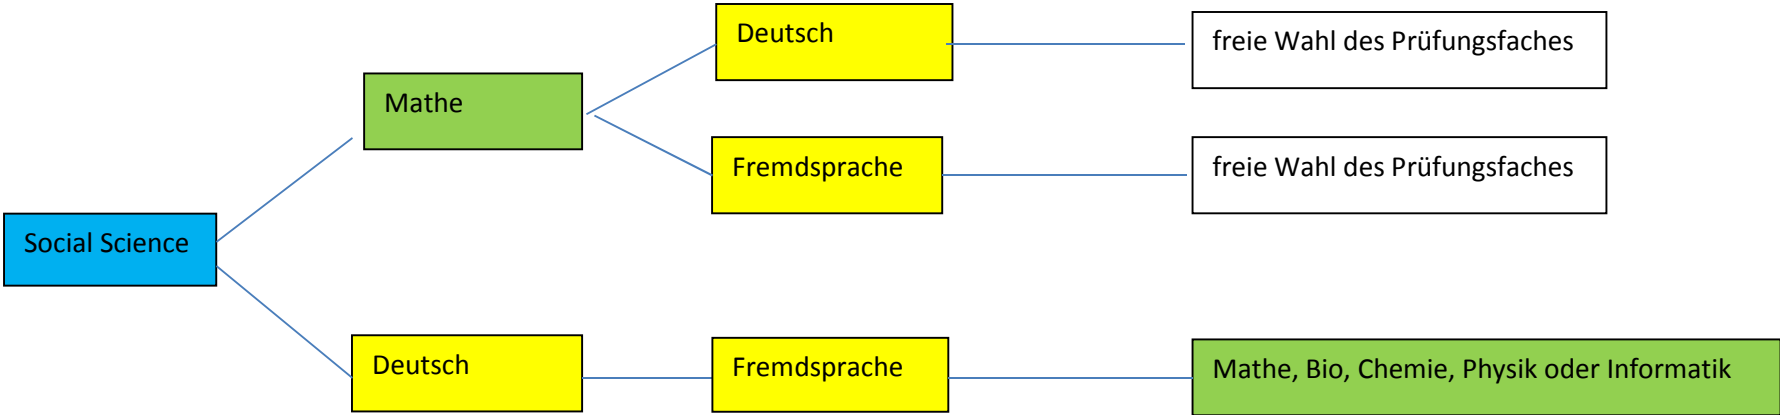 Deutsch
freie Wahl des Prüfungsfaches
Mathe
Fremdsprache
freie Wahl des Prüfungsfaches
Social Science
Deutsch
Fremdsprache
Mathe, Bio, Chemie, Physik oder Informatik